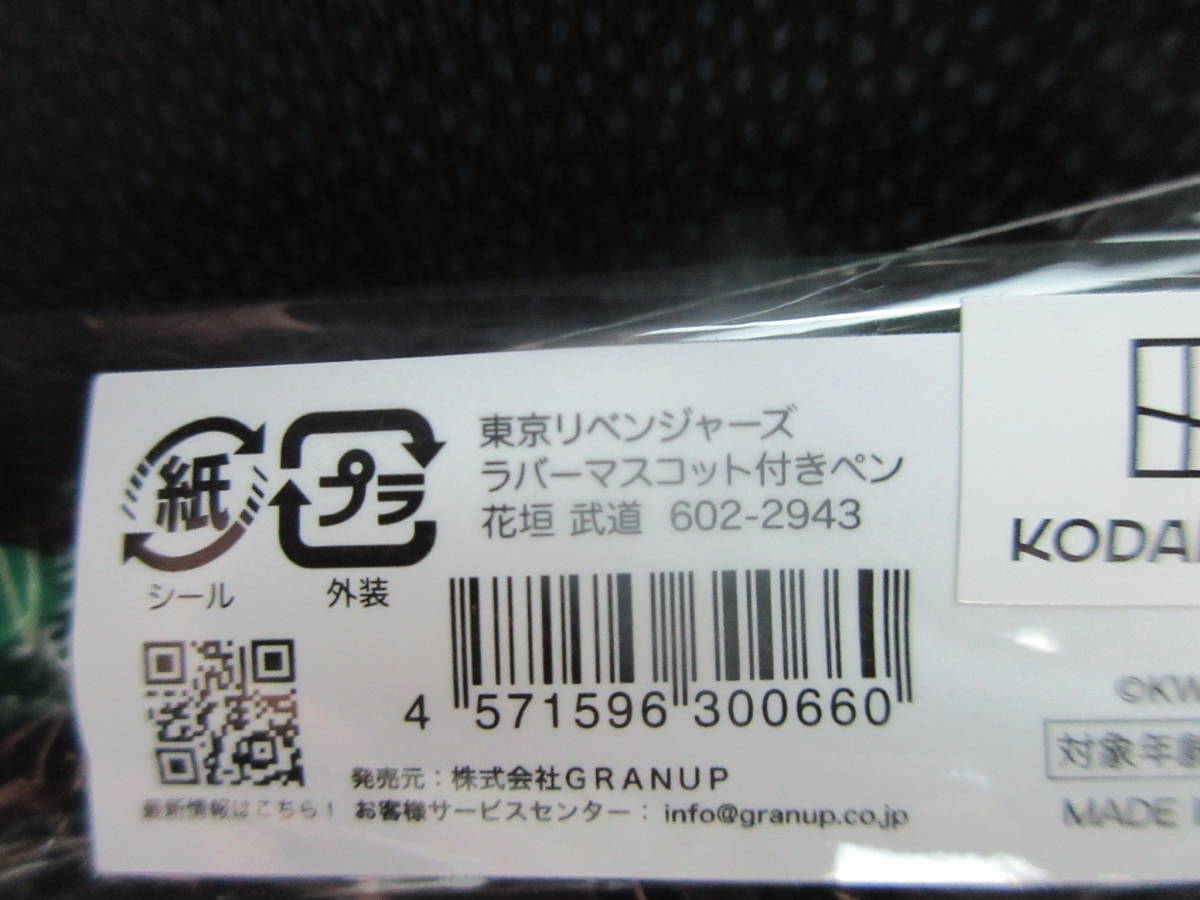 東京リベンジャーズ
ラバーマスコット付きペン
花垣 武道 602-2943
紙
プラ
シール
外装
4 571596 300660
発売元：株式会社GRANUP
最新情報はこちら！
お客様サービスセンター： info@granup.co.jp
KODA
©KW
対象年齢
MADE